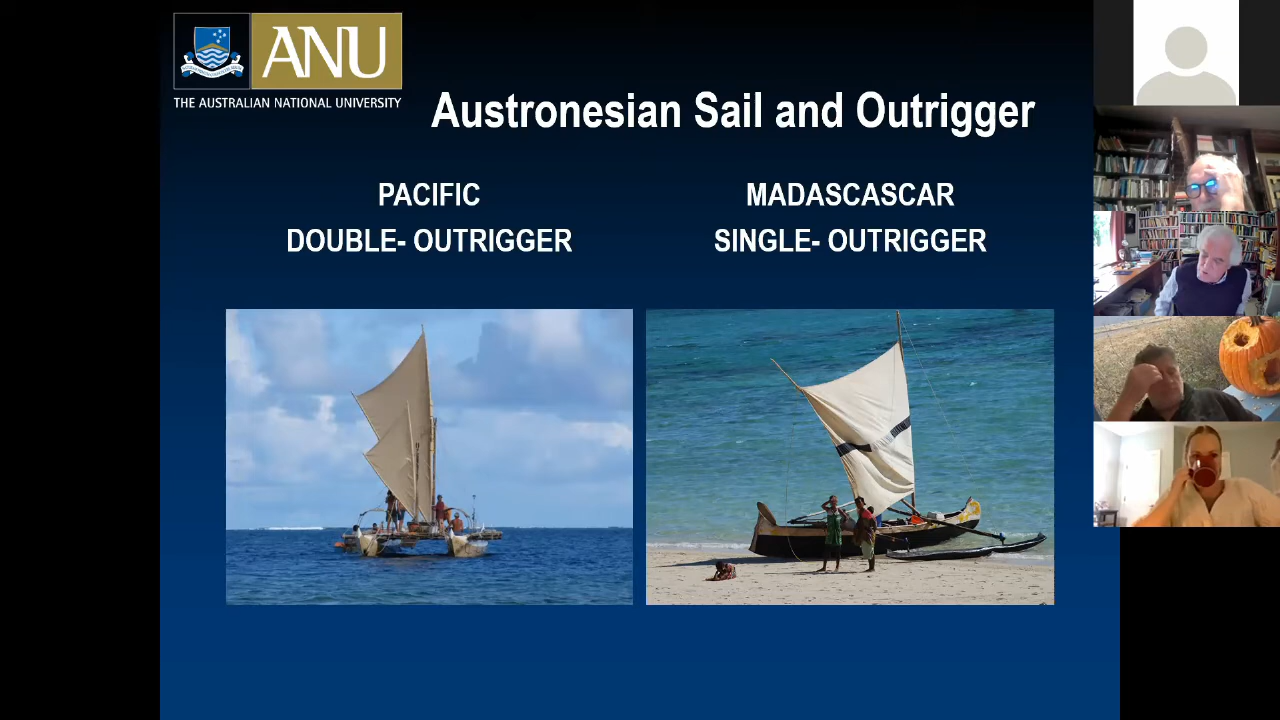 ANU
THE AUSTRALIAN NATIONAL UNIVERSITY
Austronesian Sail and Outrigger
PACIFIC
DOUBLE- OUTRIGGER
MADASCASCAR
SINGLE- OUTRIGGER